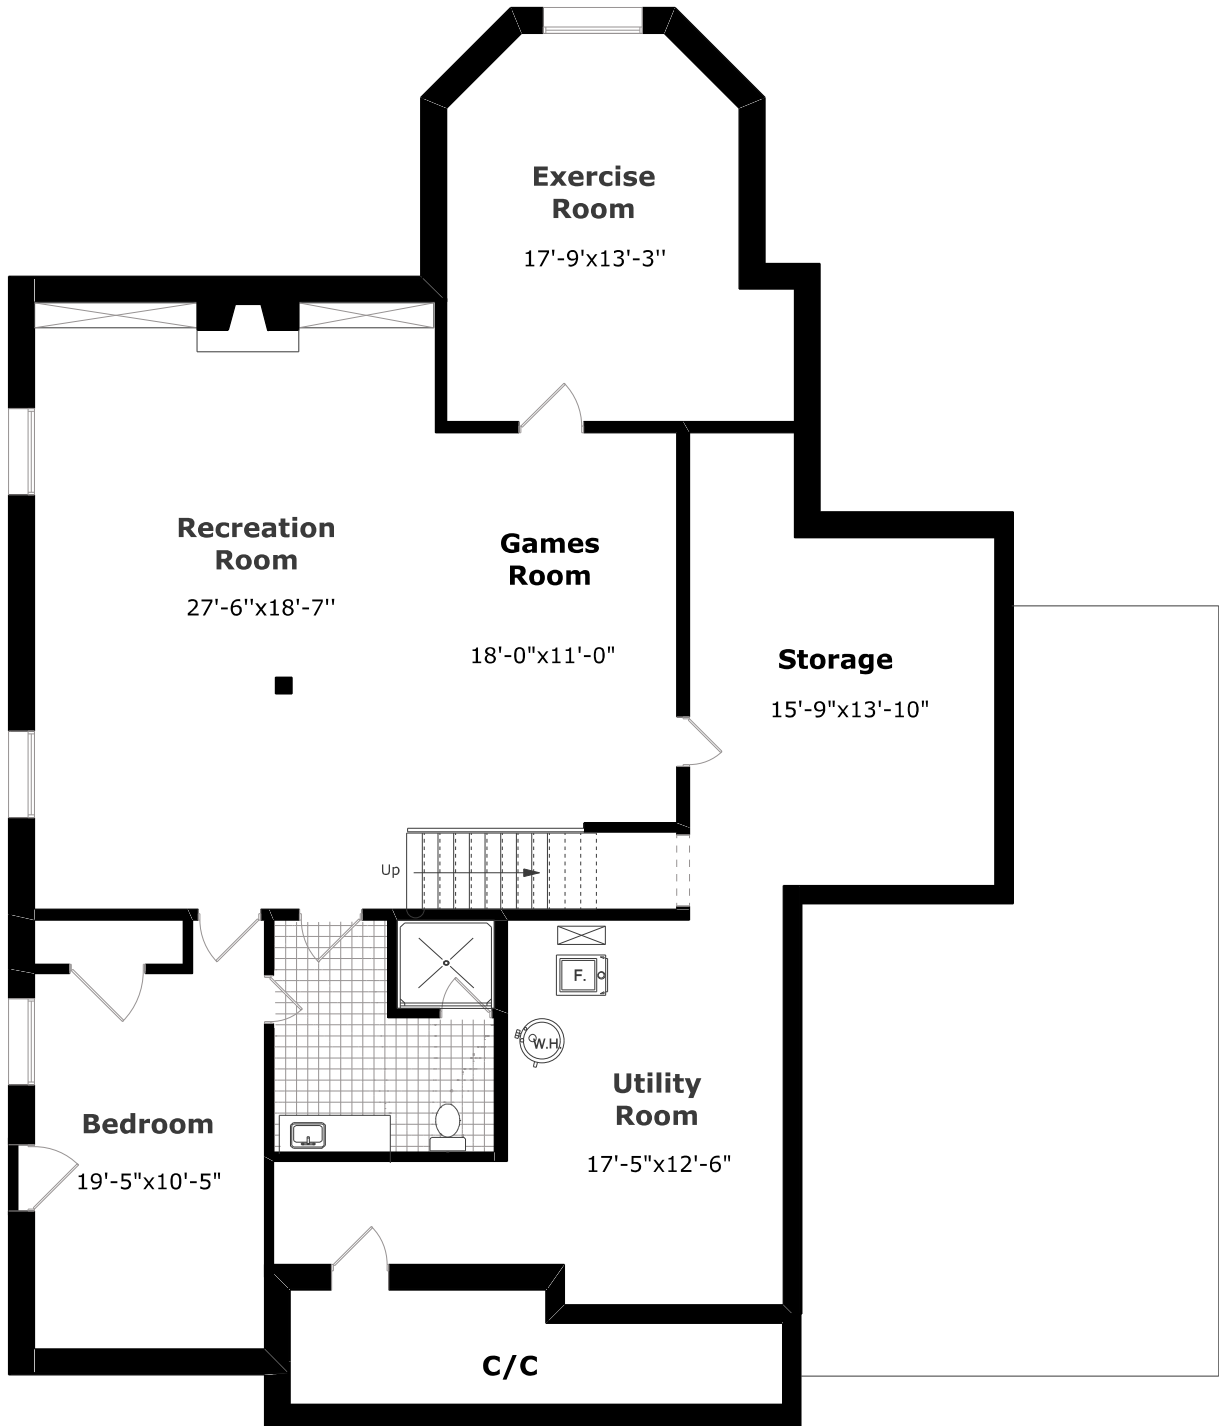 Exercise
Room
17'-9'x13'-3''
Recreation
Room
27'-6''x18'-7''
Games
Room
18'-0"x11'-0"
Storage
15'-9"x13'-10"
Up
F.
W.H.
Utility
Room
17'-5"x12'-6"
Bedroom
19'-5"x10'-5"
C/C